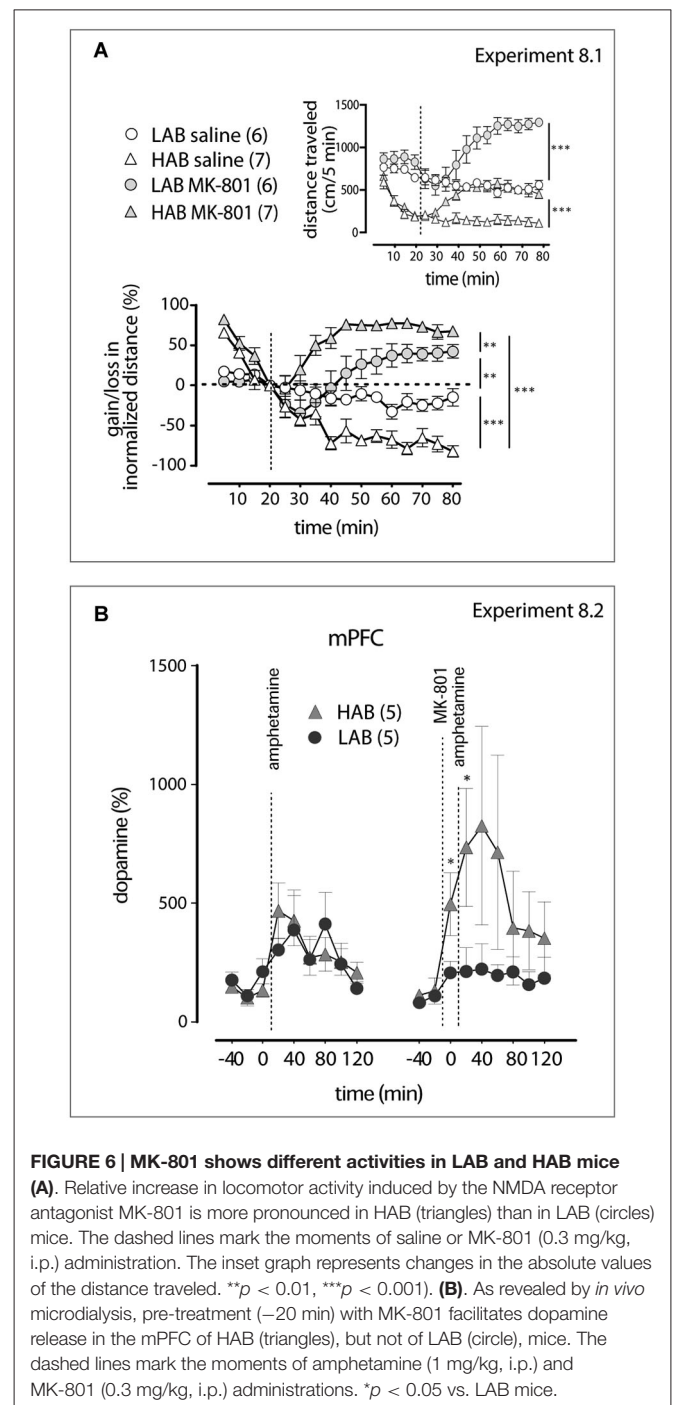 A
Experiment 8.1
LAB saline (6)
HAB saline (7)
LAB MK-801 (6)
HAB MK-801 (7)
distance traveled
(cm/5 min)
1500
1000
500
0
***
***
10 20 30 40 50 60 70 80
time (min)
gain/loss in
inormalized distance (%)
100
50
0
-50
-100
**
**
***
***
10 20 30 40 50 60 70 80
time (min)
B
Experiment 8.2
mPFC
dopamine (%)
1500
1000
500
0
amphetamine
HAB (5)
LAB (5)
MK-801
amphetamine
*
*
-40 0 40 80 120
-40 0 40 80 120
time (min)
FIGURE 6 | MK-801 shows different activities in LAB and HAB mice
(A). Relative increase in locomotor activity induced by the NMDA receptor
antagonist MK-801 is more pronounced in HAB (triangles) than in LAB (circles)
mice. The dashed lines mark the moments of saline or MK-801 (0.3 mg/kg,
i.p.) administration. The inset graph represents changes in the absolute values
of the distance traveled. **p < 0.01, ***p < 0.001). (B). As revealed by in vivo
microdialysis, pre-treatment (−20 min) with MK-801 facilitates dopamine
release in the mPFC of HAB (triangles), but not of LAB (circle), mice. The
dashed lines mark the moments of amphetamine (1 mg/kg, i.p.) and
MK-801 (0.3 mg/kg, i.p.) administrations. *p < 0.05 vs. LAB mice.